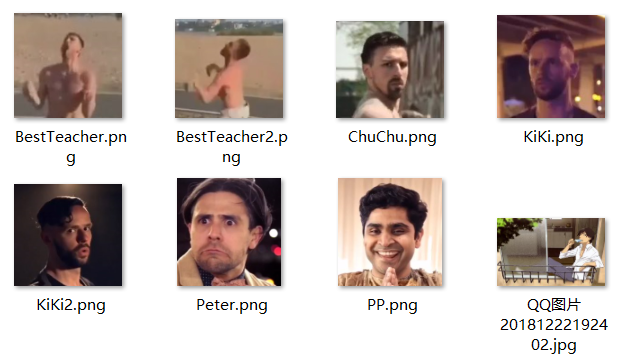 BestTeacher.pn
g
BestTeacher2.p
ng
ChuChu.png
KiKi.png
KiKi2.png
Peter.png
PP.png
QQ图片
201812221924
02.jpg